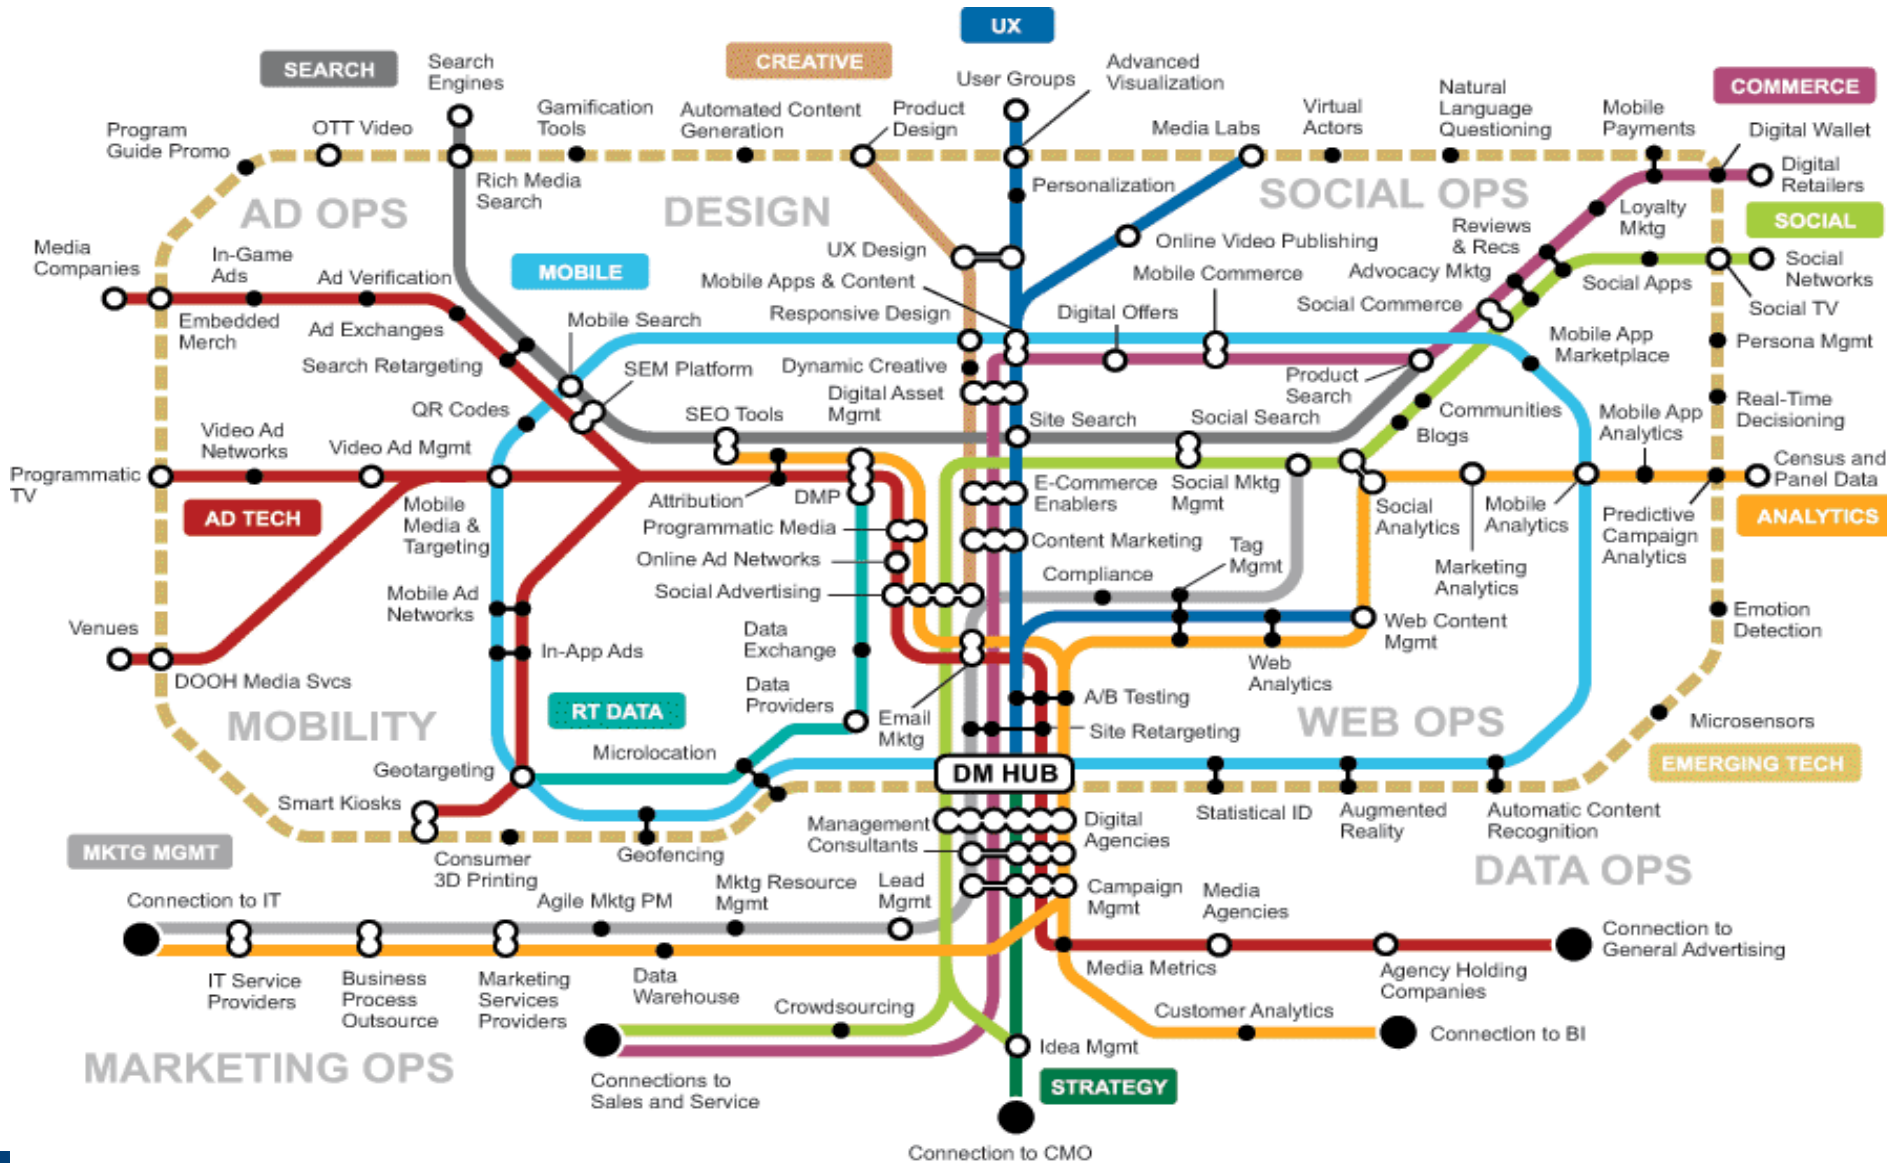 UX
SEARCH
Search
Engines
CREATIVE
User Groups
Advanced
Visualization
Natural
Language
Questioning
COMMERCE
Program
Guide Promo
OTT Video
Gamification
Tools
Automated Content
Generation
Product
Design
Media Labs
Virtual
Actors
Mobile
Payments
Digital Wallet
Digital
Retailers
Rich Media
Search
Personalization
AD OPS
DESIGN
SOCIAL OPS
Loyalty
Mktg
SOCIAL
Media
Companies
In-Game
Ads
Ad Verification
MOBILE
UX Design
Online Video Publishing
Reviews
& Recs
Advocacy Mktg
Social Apps
Social
Networks
Mobile Apps & Content
Mobile Commerce
Social Commerce
Social TV
Embedded
Merch
Ad Exchanges
Mobile Search
Responsive Design
Digital Offers
Mobile App
Marketplace
Persona Mgmt
Search Retargeting
SEM Platform
Dynamic Creative
Product
Search
QR Codes
SEO Tools
Digital Asset
Mgmt
Site Search
Social Search
Communities
Blogs
Mobile App
Analytics
Real-Time
Decisioning
Video Ad
Networks
Video Ad Mgmt
Programmatic
TV
Attribution
DMP
E-Commerce
Enablers
Social Mktg
Mgmt
Social
Analytics
Mobile
Analytics
Census and
Panel Data
AD TECH
Mobile
Media &
Targeting
Programmatic Media
Content Marketing
Tag
Mgmt
Marketing
Analytics
Predictive
Campaign
Analytics
ANALYTICS
Online Ad Networks
Compliance
Mobile Ad
Networks
Social Advertising
Venues
Data
Exchange
Web Content
Mgmt
Emotion
Detection
In-App Ads
Web
Analytics
DOOH Media Svcs
Data
Providers
A/B Testing
RT DATA
MOBILITY
Email
Mktg
Site Retargeting
WEB OPS
Microsensors
Microlocation
Geotargeting
DM HUB
EMERGING TECH
Smart Kiosks
Management
Consultants
Digital
Agencies
Statistical ID
Augmented
Reality
Automatic Content
Recognition
MKTG MGMT
Consumer
3D Printing
Geofencing
DATA OPS
Connection to IT
Agile Mktg PM
Mktg Resource
Mgmt
Lead
Mgmt
Campaign
Mgmt
Media
Agencies
Connection to
General Advertising
IT Service
Providers
Business
Process
Outsource
Marketing
Services
Providers
Data
Warehouse
Media Metrics
Agency Holding
Companies
Crowdsourcing
Customer Analytics
Connection to BI
MARKETING OPS
Idea Mgmt
Connections to
Sales and Service
STRATEGY
Connection to CMO